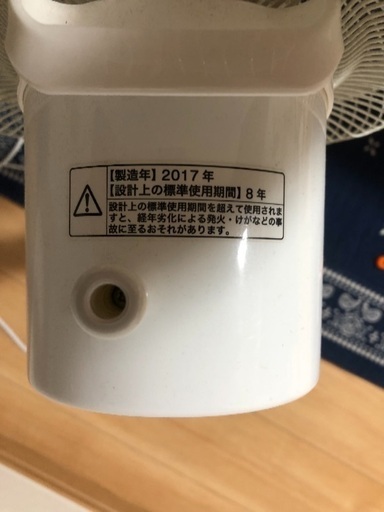 【製造年】2017年
【設計上の標準使用期間】8年
設計上の標準使用期間を超えて使用されま
すと、経年劣化による発火・けがなどの事
故に至るおそれがあります。